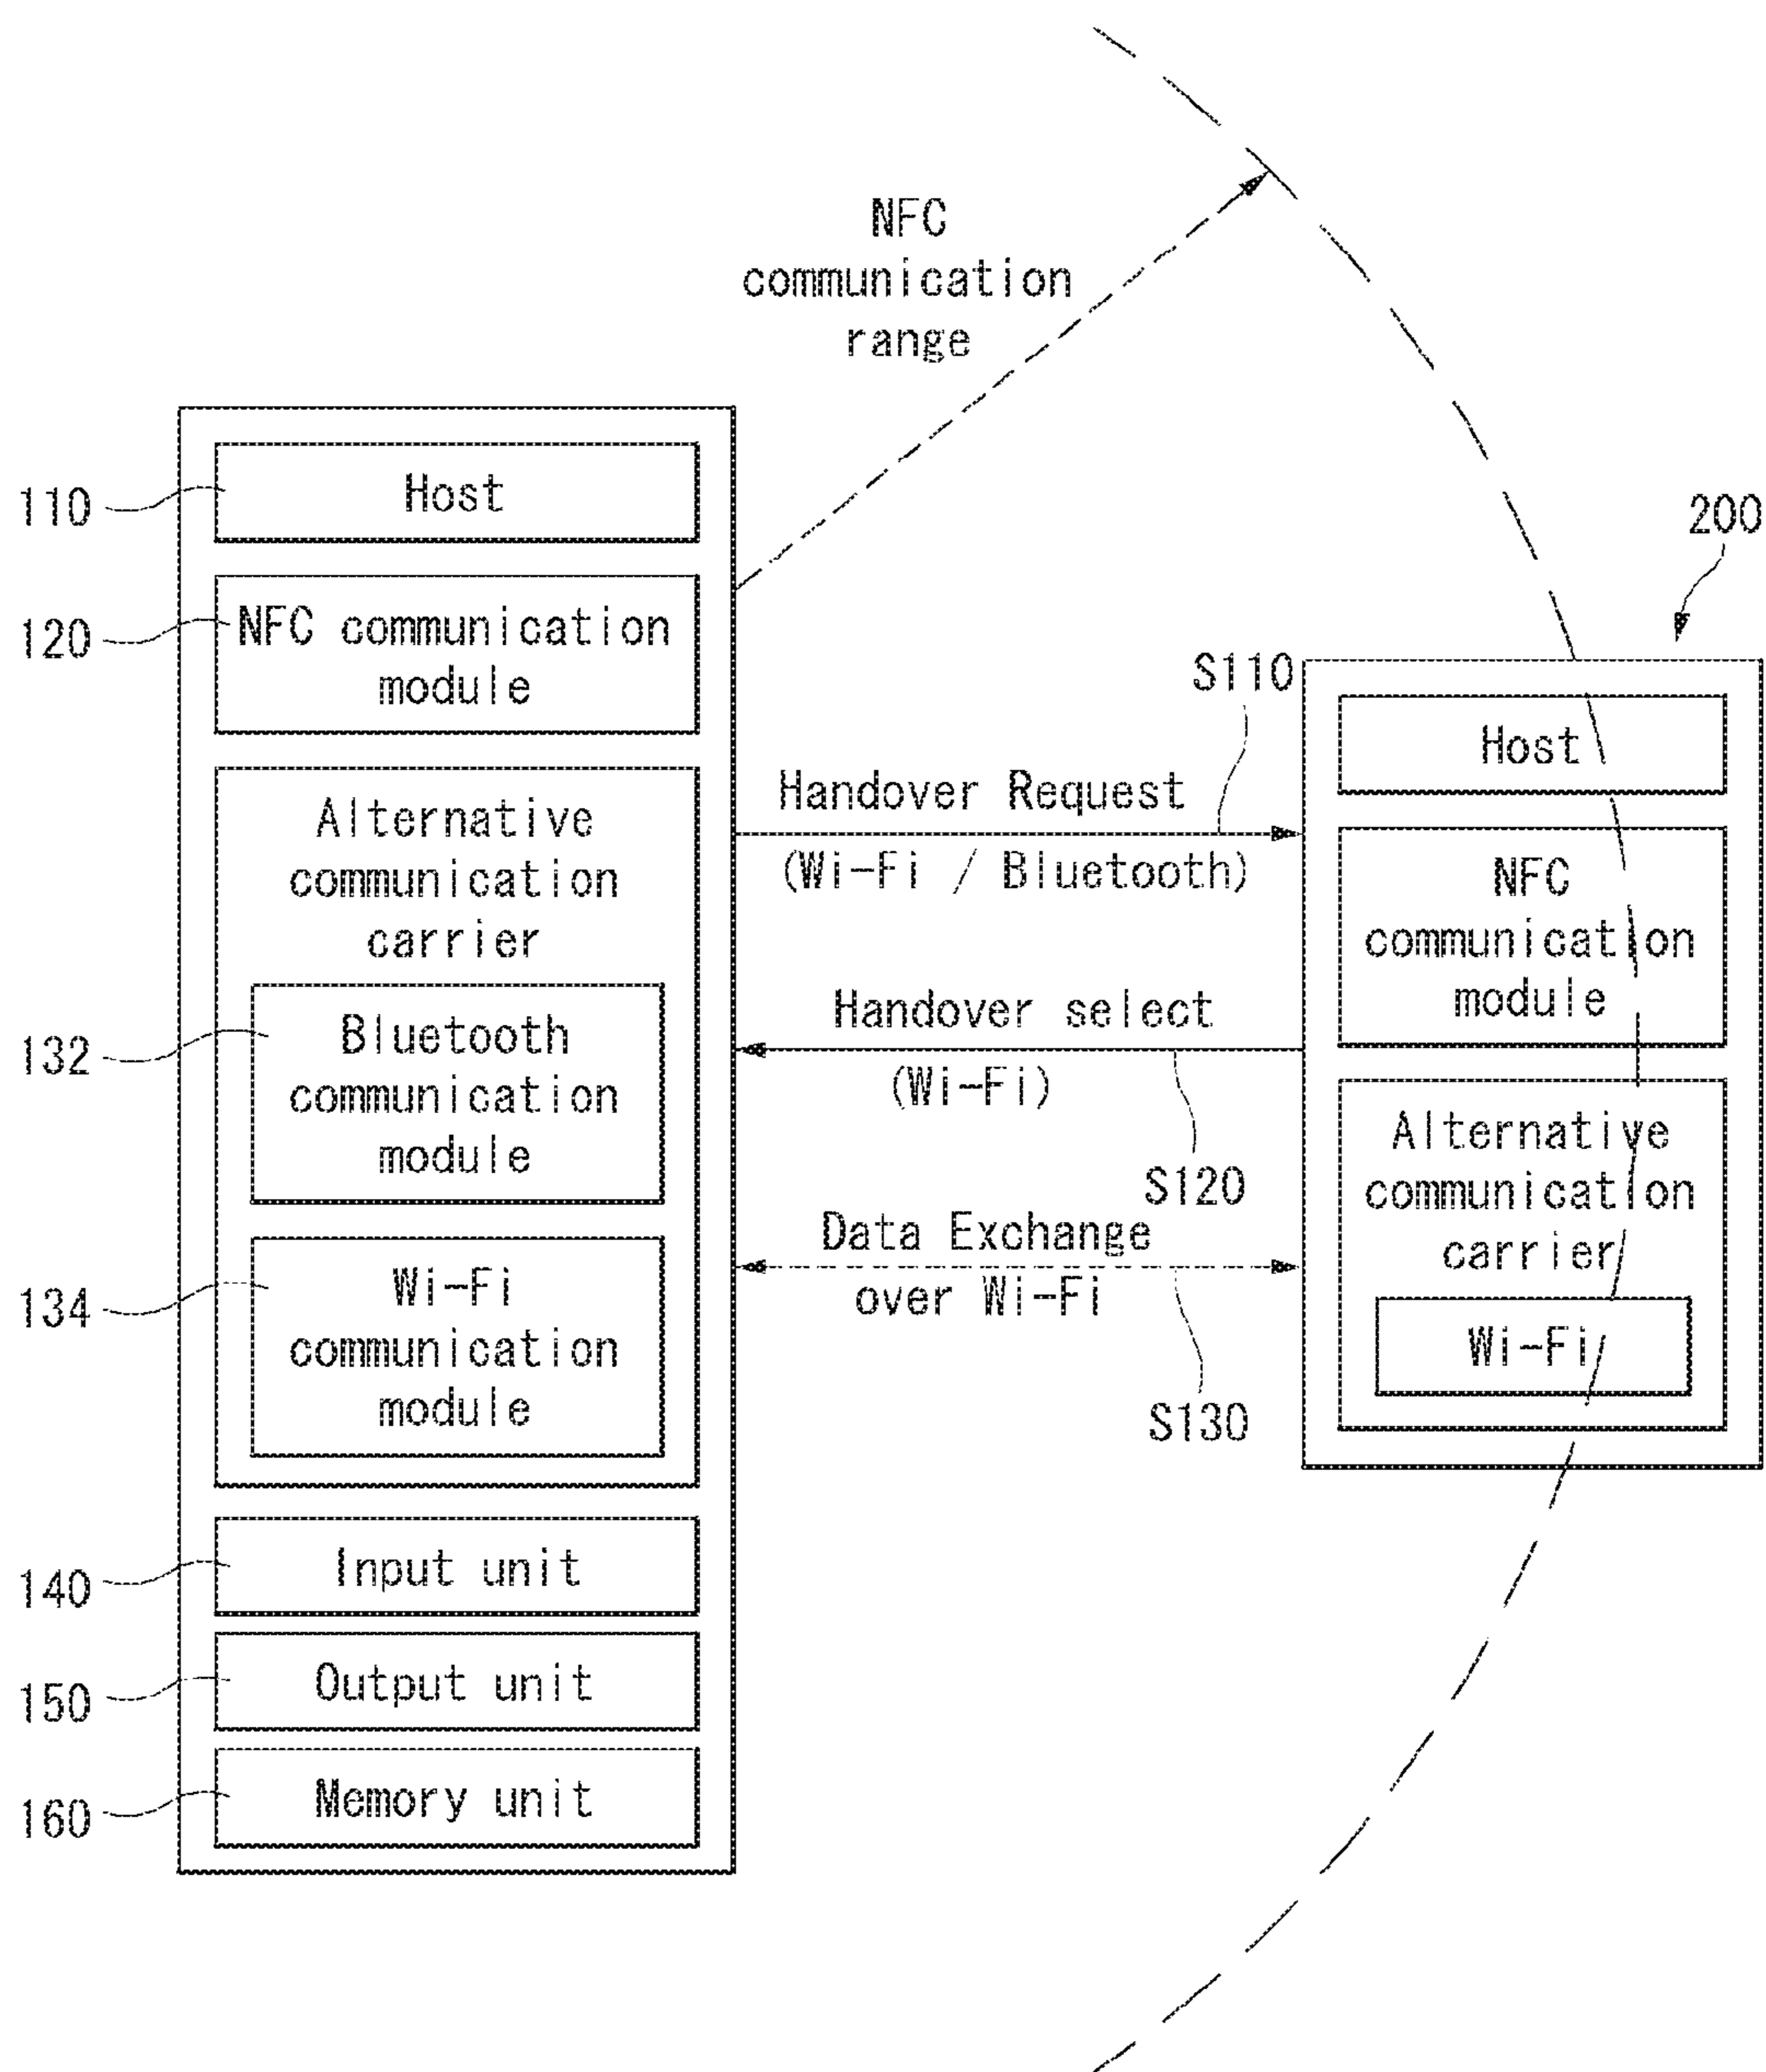 NFC
communication
range
110
Host
120
NFC communication
module
Alternative
communication
carrier
132
Bluetooth
communication
module
134
Wi-Fi
communication
module
140
Input unit
150
Output unit
160
Memory unit
S110
Handover Request
(Wi-Fi / Bluetooth)
Handover select
(Wi-Fi)
S120
Data Exchange
over Wi-Fi
S130
200
Host
NFC
communication
module
Alternative
communication
carrier
Wi-Fi